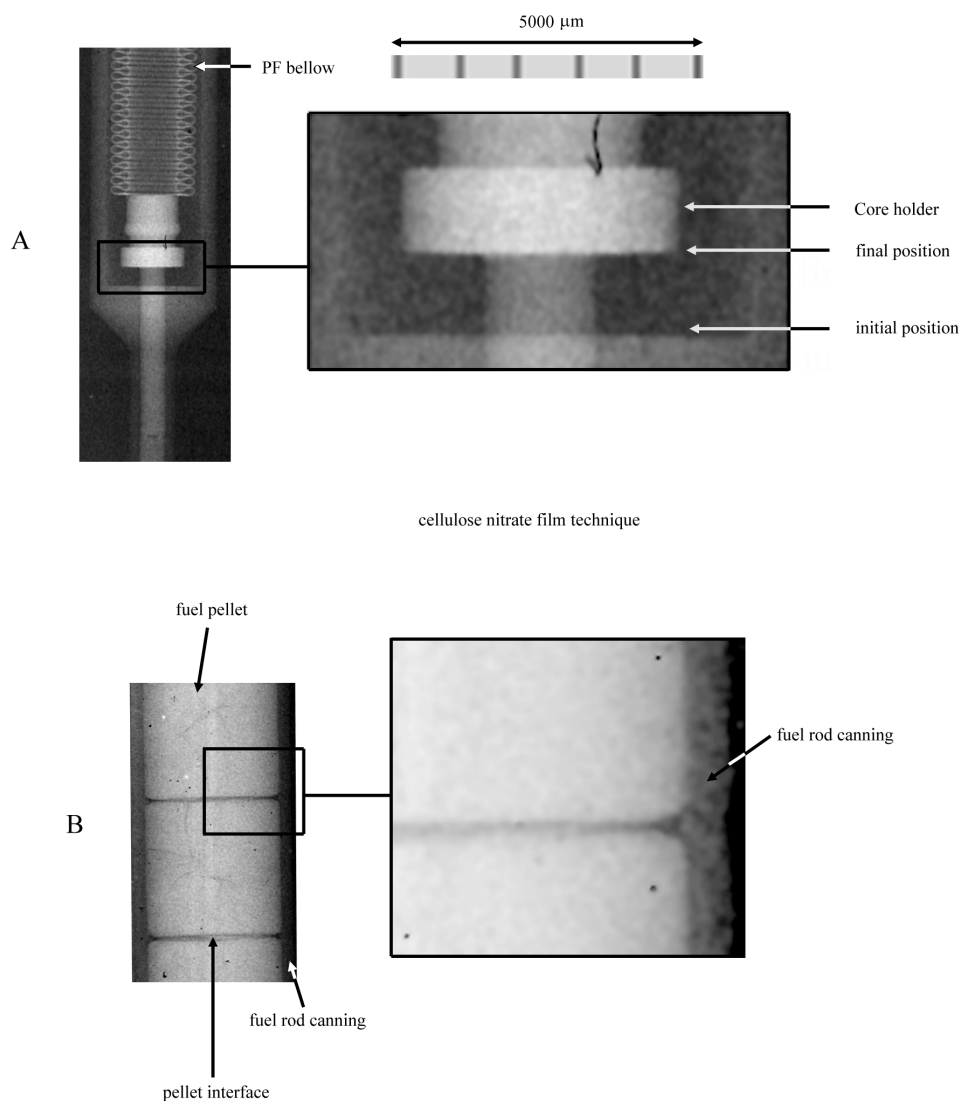 5000 µm
PF bellow
A
Core holder
final position
initial position
cellulose nitrate film technique
fuel pellet
fuel rod canning
B
fuel rod canning
pellet interface